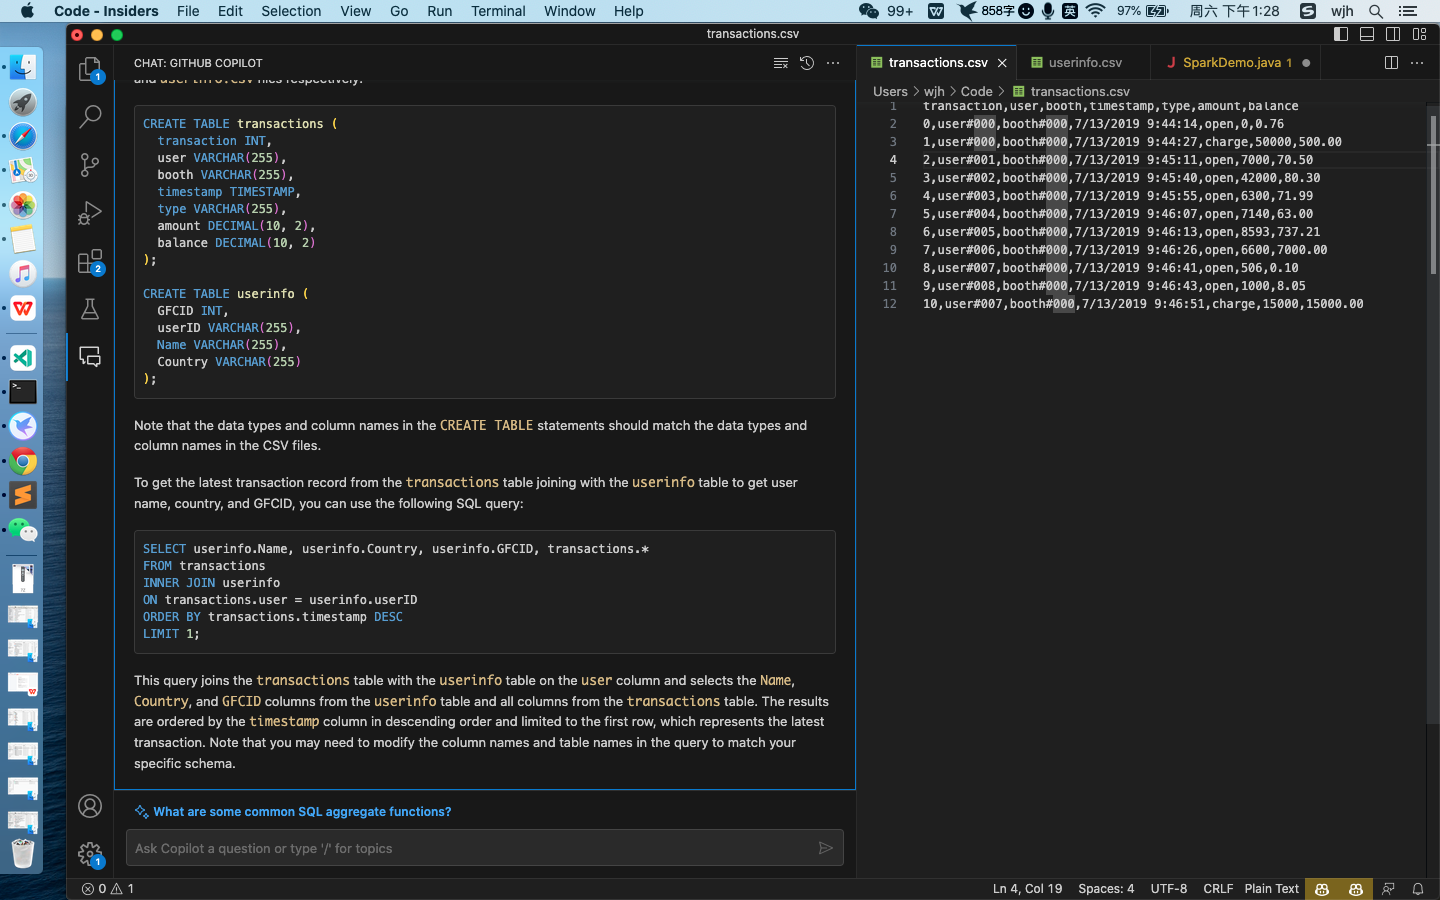 Code - Insiders File Edit Selection View Go Run Terminal Window Help 99+ 858字 英 97% 周六 下午1:28 wjh
transactions.csv
CHAT: GITHUB COPILOT
and userinfo.csv files respectively.
CREATE TABLE transactions (
transaction INT,
user VARCHAR(255),
booth VARCHAR(255),
timestamp TIMESTAMP,
type VARCHAR(255),
amount DECIMAL(10, 2),
balance DECIMAL(10, 2)
);
CREATE TABLE userinfo (
GFCID INT,
userID VARCHAR(255),
Name VARCHAR(255),
Country VARCHAR(255)
);
Note that the data types and column names in the CREATE TABLE statements should match the data types and
column names in the CSV files.
To get the latest transaction record from the transactions table joining with the userinfo table to get user
name, country, and GFCID, you can use the following SQL query:
SELECT userinfo.Name, userinfo.Country, userinfo.GFCID, transactions.*
FROM transactions
INNER JOIN userinfo
ON transactions.user = userinfo.userID
ORDER BY transactions.timestamp DESC
LIMIT 1;
This query joins the transactions table with the userinfo table on the user column and selects the Name,
Country, and GFCID columns from the userinfo table and all columns from the transactions table. The results
are ordered by the timestamp column in descending order and limited to the first row, which represents the latest
transaction. Note that you may need to modify the column names and table names in the query to match your
specific schema.
What are some common SQL aggregate functions?
Ask Copilot a question or type '/' for topics
1
2
1
transactions.csv userinfo.csv SparkDemo.java 1
Users > wjh > Code > transactions.csv
1 transaction,user,booth,timestamp,type,amount,balance
2 0,user#000,booth#000,7/13/2019 9:44:14,open,0,0.76
3 1,user#000,booth#000,7/13/2019 9:44:27,charge,50000,500.00
4 2,user#001,booth#000,7/13/2019 9:45:11,open,7000,70.50
5 3,user#002,booth#000,7/13/2019 9:45:40,open,42000,80.30
6 4,user#003,booth#000,7/13/2019 9:45:55,open,6300,71.99
7 5,user#004,booth#000,7/13/2019 9:46:07,open,7140,63.00
8 6,user#005,booth#000,7/13/2019 9:46:13,open,8593,737.21
9 7,user#006,booth#000,7/13/2019 9:46:26,open,6600,7000.00
10 8,user#007,booth#000,7/13/2019 9:46:41,open,506,0.10
11 9,user#008,booth#000,7/13/2019 9:46:43,open,1000,8.05
12 10,user#007,booth#000,7/13/2019 9:46:51,charge,15000,15000.00
0 1 Ln 4, Col 19 Spaces: 4 UTF-8 CRLF Plain Text